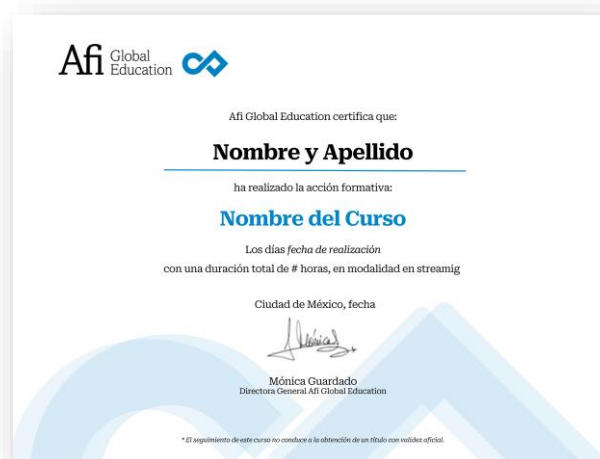 Afi Global
Education
Afi Global Education certifica que:
Nombre y Apellido
ha realizado la acción formativa:
Nombre del Curso
Los días fecha de realización
con una duración total de # horas, en modalidad en streamig
Ciudad de México, fecha
Mónica Guardado
Directora General Afi Global Education
* El seguimiento de este curso no conduce a la obtención de un título con validez oficial.